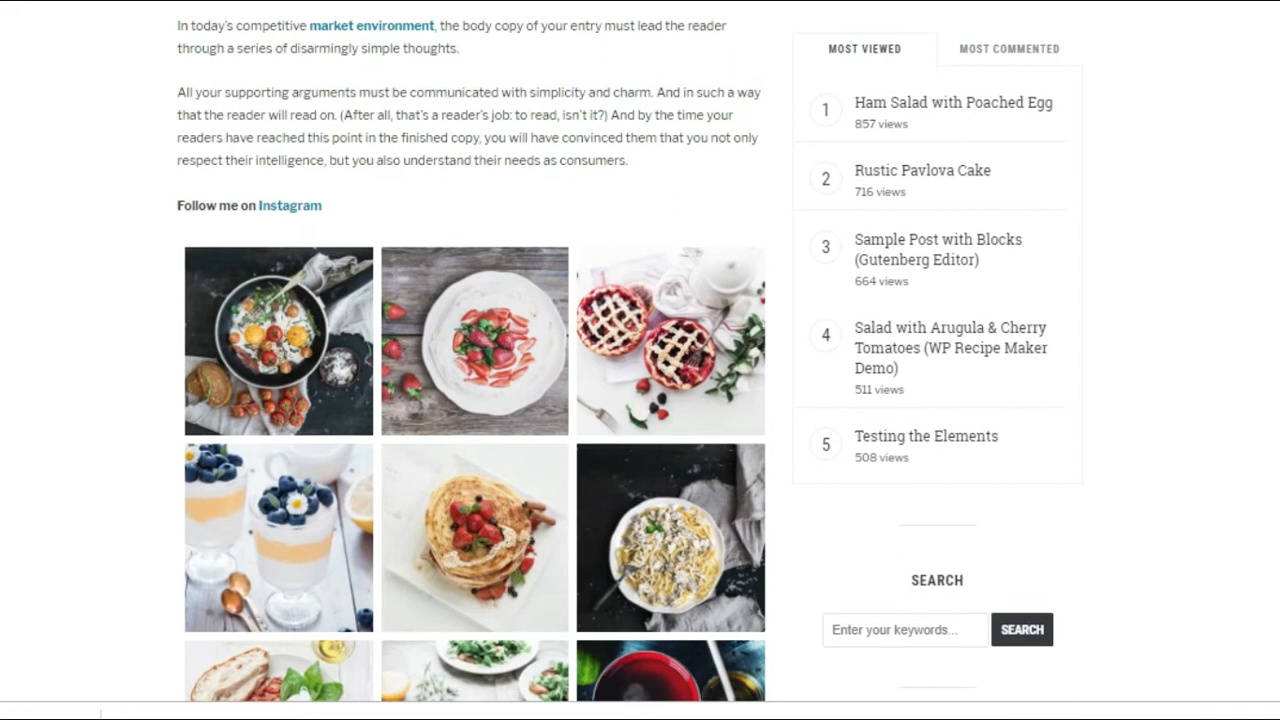 In today's competitive market environment, the body copy of your entry must lead the reader
through a series of disarmingly simple thoughts.
All your supporting arguments must be communicated with simplicity and charm. And in such a way
that the reader will read on. (After all, that's a reader's job: to read, isn't it?) And by the time your
readers have reached this point in the finished copy, you will have convinced them that you not only
respect their intelligence, but you also understand their needs as consumers.
Follow me on Instagram
MOST VIEWED
MOST COMMENTED
1
Ham Salad with Poached Egg
857 views
2
Rustic Pavlova Cake
716 views
3
Sample Post with Blocks
(Gutenberg Editor)
664 views
4
Salad with Arugula & Cherry
Tomatoes (WP Recipe Maker
Demo)
511 views
5
Testing the Elements
508 views
SEARCH
Enter your keywords...
SEARCH